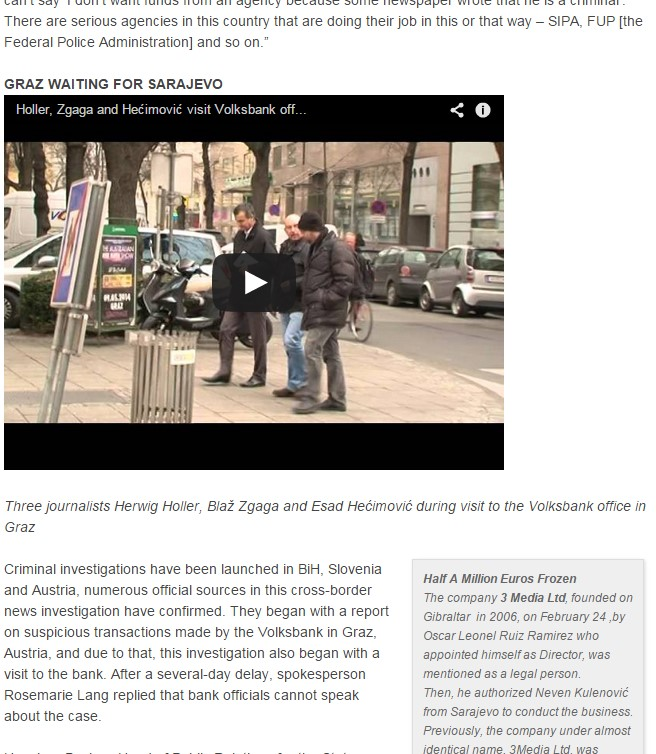 can't say 'I don't want funds from an agency because some newspaper wrote that he is a criminal'.
There are serious agencies in this country that are doing their job in this or that way – SIPA, FUP [the
Federal Police Administration] and so on.”
GRAZ WAITING FOR SARAJEVO
Holler, Zgaga and Hećimović visit Volksbank off...
Three journalists Herwig Holler, Blaž Zgaga and Esad Hećimović during visit to the Volksbank office in
Graz
Criminal investigations have been launched in BiH, Slovenia
and Austria, numerous official sources in this cross-border
news investigation have confirmed. They began with a report
on suspicious transactions made by the Volksbank in Graz,
Austria, and due to that, this investigation also began with a
visit to the bank. After a several-day delay, spokesperson
Rosemarie Lang replied that bank officials cannot speak
about the case.
Half A Million Euros Frozen
The company 3 Media Ltd, founded on
Gibraltar in 2006, on February 24 ,by
Oscar Leonel Ruiz Ramirez who
appointed himself as Director, was
mentioned as a legal person.
Then, he authorized Neven Kulenović
from Sarajevo to conduct the business.
Previously, the company under almost
identical name, 3Media Ltd, was